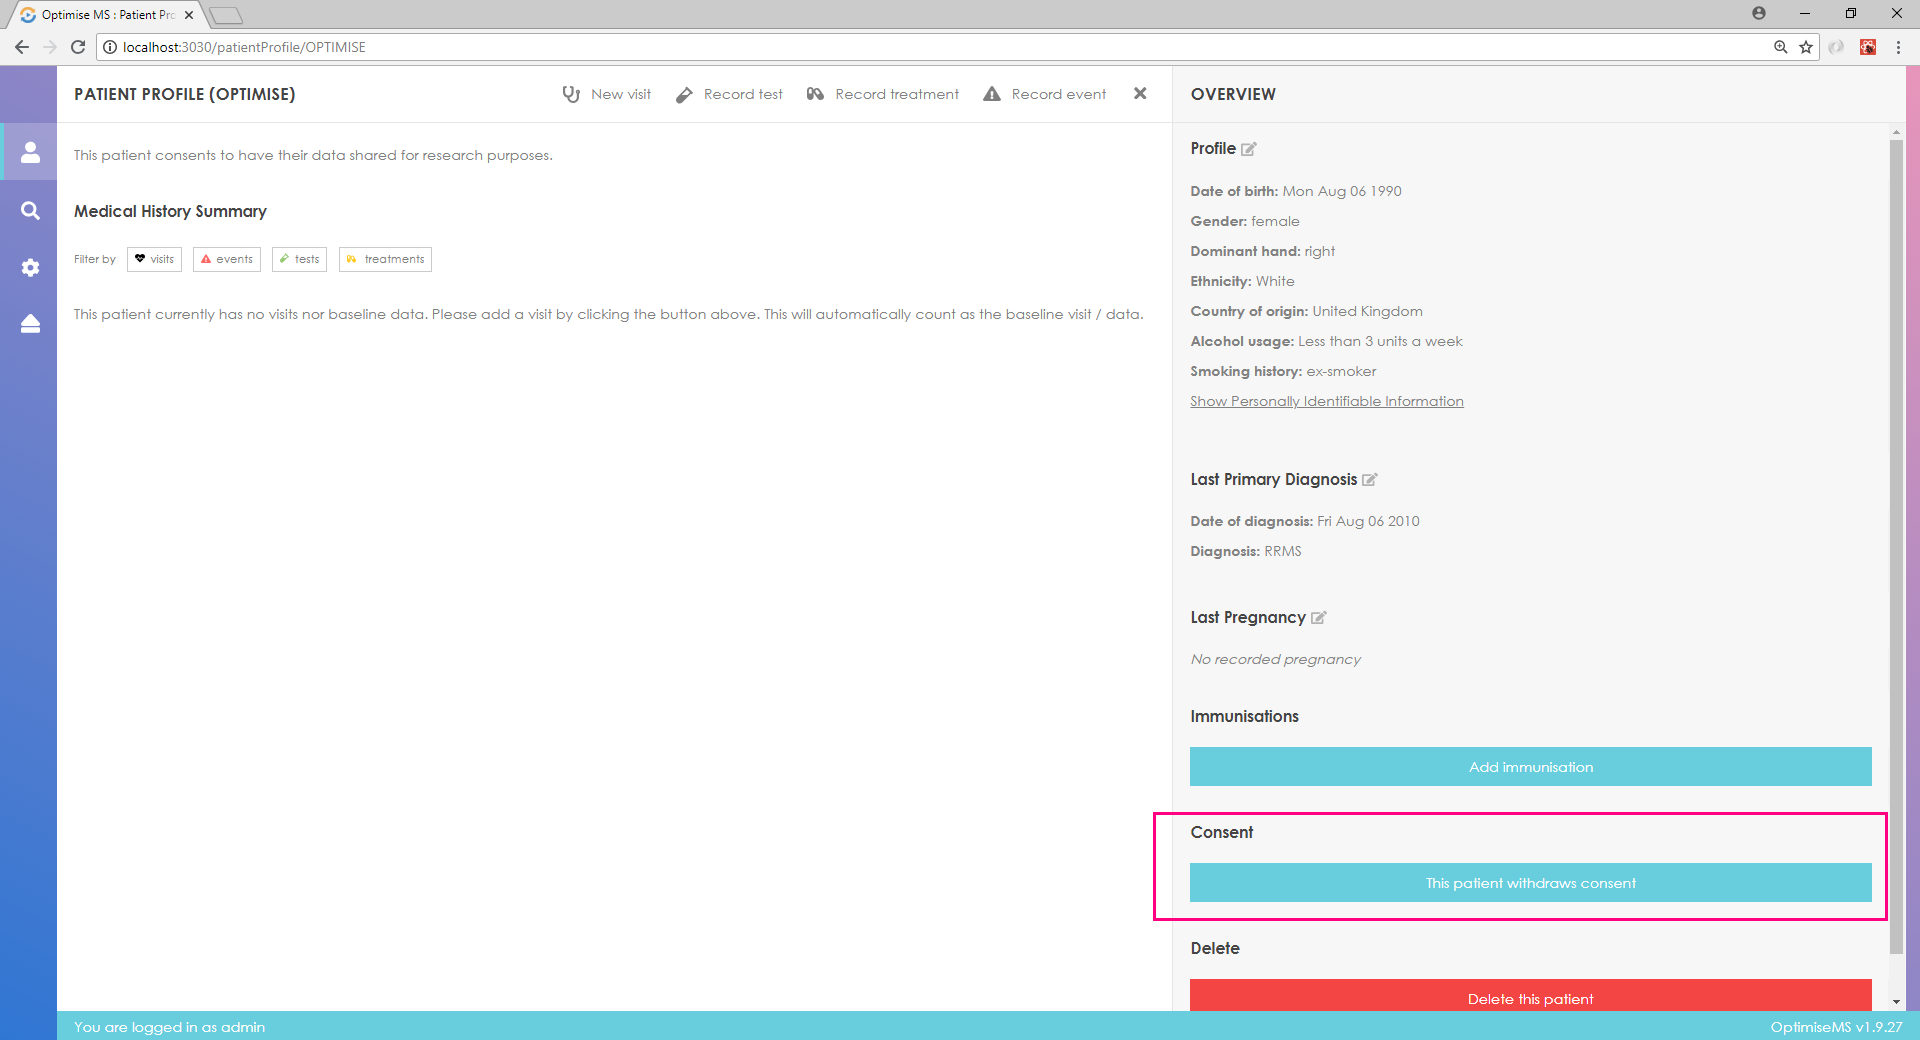 Optimise MS : Patient Pro
localhost:3030/patientProfile/OPTIMISE
PATIENT PROFILE (OPTIMISE)
New visit
Record test
Record treatment
Record event
OVERVIEW
This patient consents to have their data shared for research purposes.
Medical History Summary
Filter by
visits
events
tests
treatments
This patient currently has no visits nor baseline data. Please add a visit by clicking the button above. This will automatically count as the baseline visit / data.
Profile
Date of birth: Mon Aug 06 1990
Gender: female
Dominant hand: right
Ethnicity: White
Country of origin: United Kingdom
Alcohol usage: Less than 3 units a week
Smoking history: ex-smoker
Show Personally Identifiable Information
Last Primary Diagnosis
Date of diagnosis: Fri Aug 06 2010
Diagnosis: RRMS
Last Pregnancy
No recorded pregnancy
Immunisations
Add immunisation
Consent
This patient withdraws consent
Delete
Delete this patient
You are logged in as admin
OptimiseMS v1.9.27